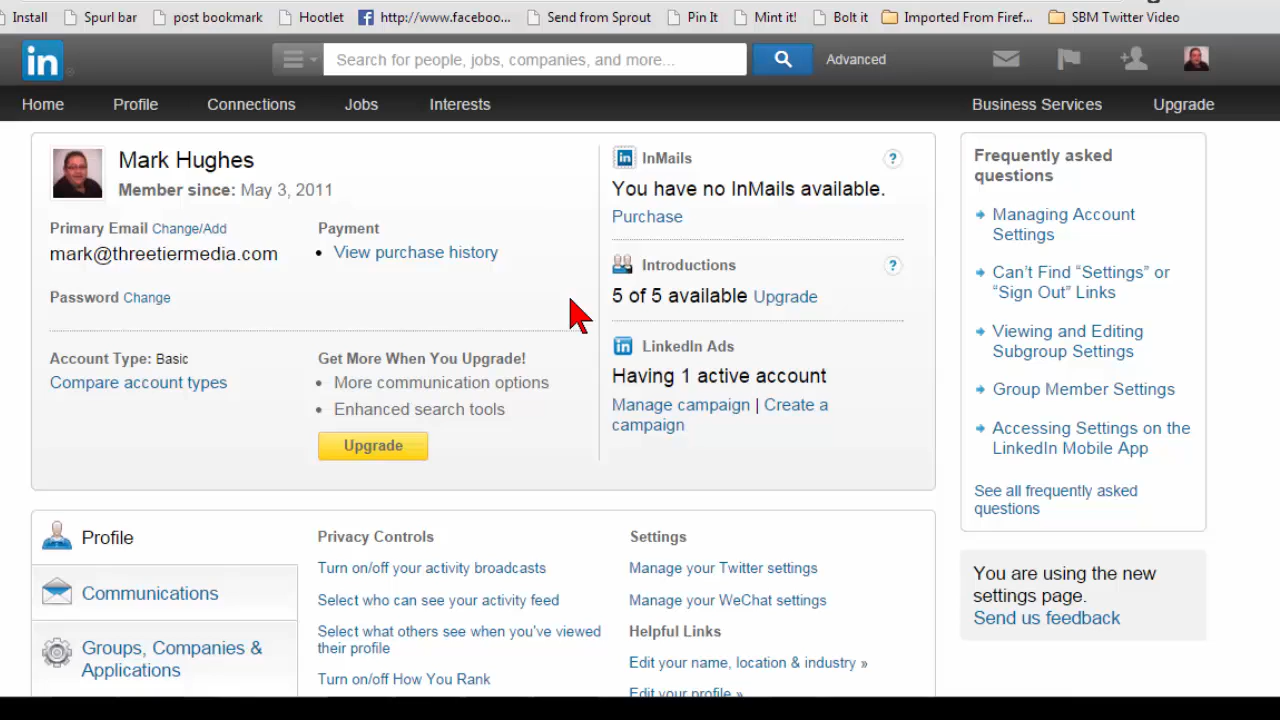 Install
Spurl bar
post bookmark
Hootlet
http://www.faceboo...
Send from Sprout
Pin It
Mint it!
Bolt it
Imported From Firef...
SBM Twitter Video
in
Search for people, jobs, companies, and more...
Advanced
Home
Profile
Connections
Jobs
Interests
Business Services
Upgrade
Mark Hughes
Member since: May 3, 2011
Primary Email Change/Add
mark@threetiermedia.com
Password Change
Payment
• View purchase history
Account Type: Basic
Compare account types
Get More When You Upgrade!
• More communication options
• Enhanced search tools
Upgrade
in InMails ?
You have no InMails available.
Purchase
Introductions ?
5 of 5 available Upgrade
in LinkedIn Ads
Having 1 active account
Manage campaign | Create a
campaign
Frequently asked
questions
Managing Account
Settings
Can't Find “Settings” or
“Sign Out” Links
Viewing and Editing
Subgroup Settings
Group Member Settings
Accessing Settings on the
LinkedIn Mobile App
See all frequently asked
questions
You are using the new
settings page.
Send us feedback
Profile
Communications
Groups, Companies &
Applications
Privacy Controls
Turn on/off your activity broadcasts
Select who can see your activity feed
Select what others see when you've viewed
their profile
Turn on/off How You Rank
Settings
Manage your Twitter settings
Manage your WeChat settings
Helpful Links
Edit your name, location & industry »
Edit your profile »